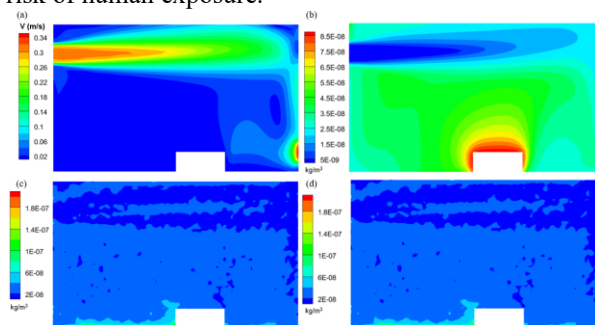 risk of human exposure.
(a)
V (m/s)
0.34
0.3
0.26
0.22
0.18
0.14
0.1
0.06
0.02
(b)
8.5E-08
7.5E-08
6.5E-08
5.5E-08
4.5E-08
3.5E-08
2.5E-08
1.5E-08
5E-09
kg/m³
(c)
1.8E-07
1.4E-07
1E-07
6E-08
2E-08
kg/m³
(d)
1.8E-07
1.4E-07
1E-07
6E-08
2E-08
kg/m³